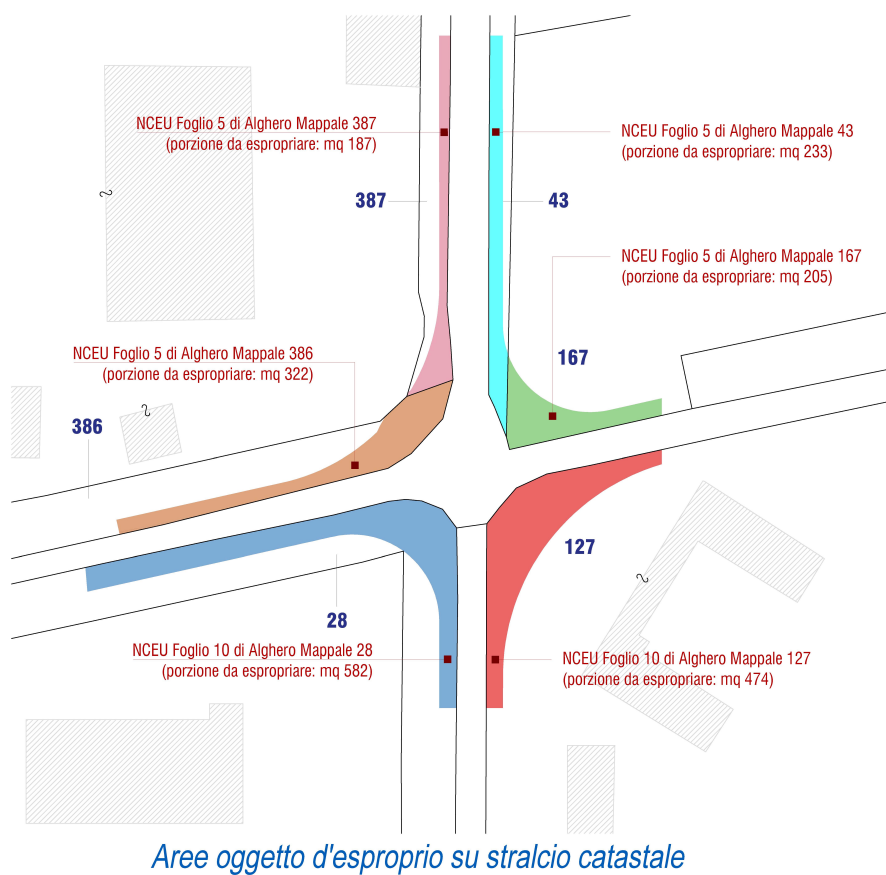 NCEU Foglio 5 di Alghero Mappale 387
(porzione da espropriare: mq 187)
NCEU Foglio 5 di Alghero Mappale 43
(porzione da espropriare: mq 233)
387
43
NCEU Foglio 5 di Alghero Mappale 167
(porzione da espropriare: mq 205)
NCEU Foglio 5 di Alghero Mappale 386
(porzione da espropriare: mq 322)
167
386
127
28
NCEU Foglio 10 di Alghero Mappale 28
(porzione da espropriare: mq 582)
NCEU Foglio 10 di Alghero Mappale 127
(porzione da espropriare: mq 474)
Aree oggetto d'esproprio su stralcio catastale